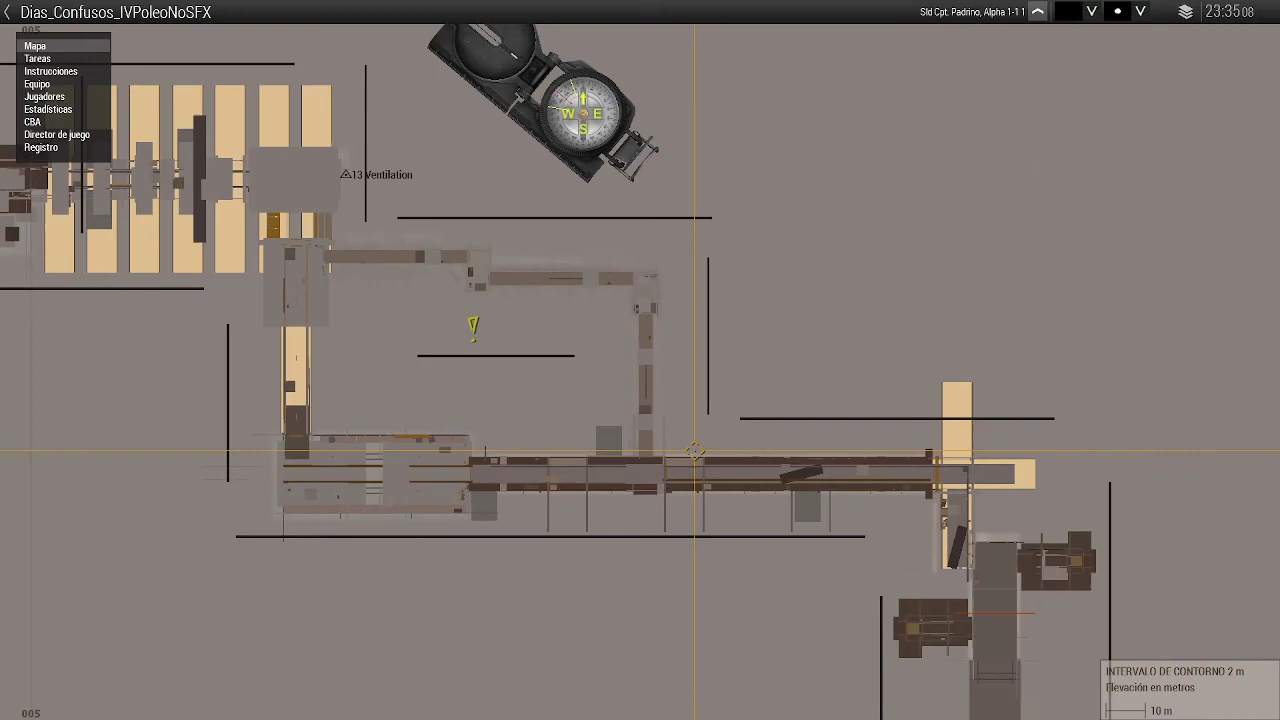 Dias_Confusos_IVPoleoNoSFX
Sld Cpt. Padrino, Alpha 1-1 1
23:35:08
005
Mapa
Tareas
Instrucciones
Equipo
Jugadores
Estadísticas
CBA
Director de juego
Registro
13 Ventilation
W E
S
!
INTERVALO DE CONTORNO 2 m
Elevación en metros
10 m
005